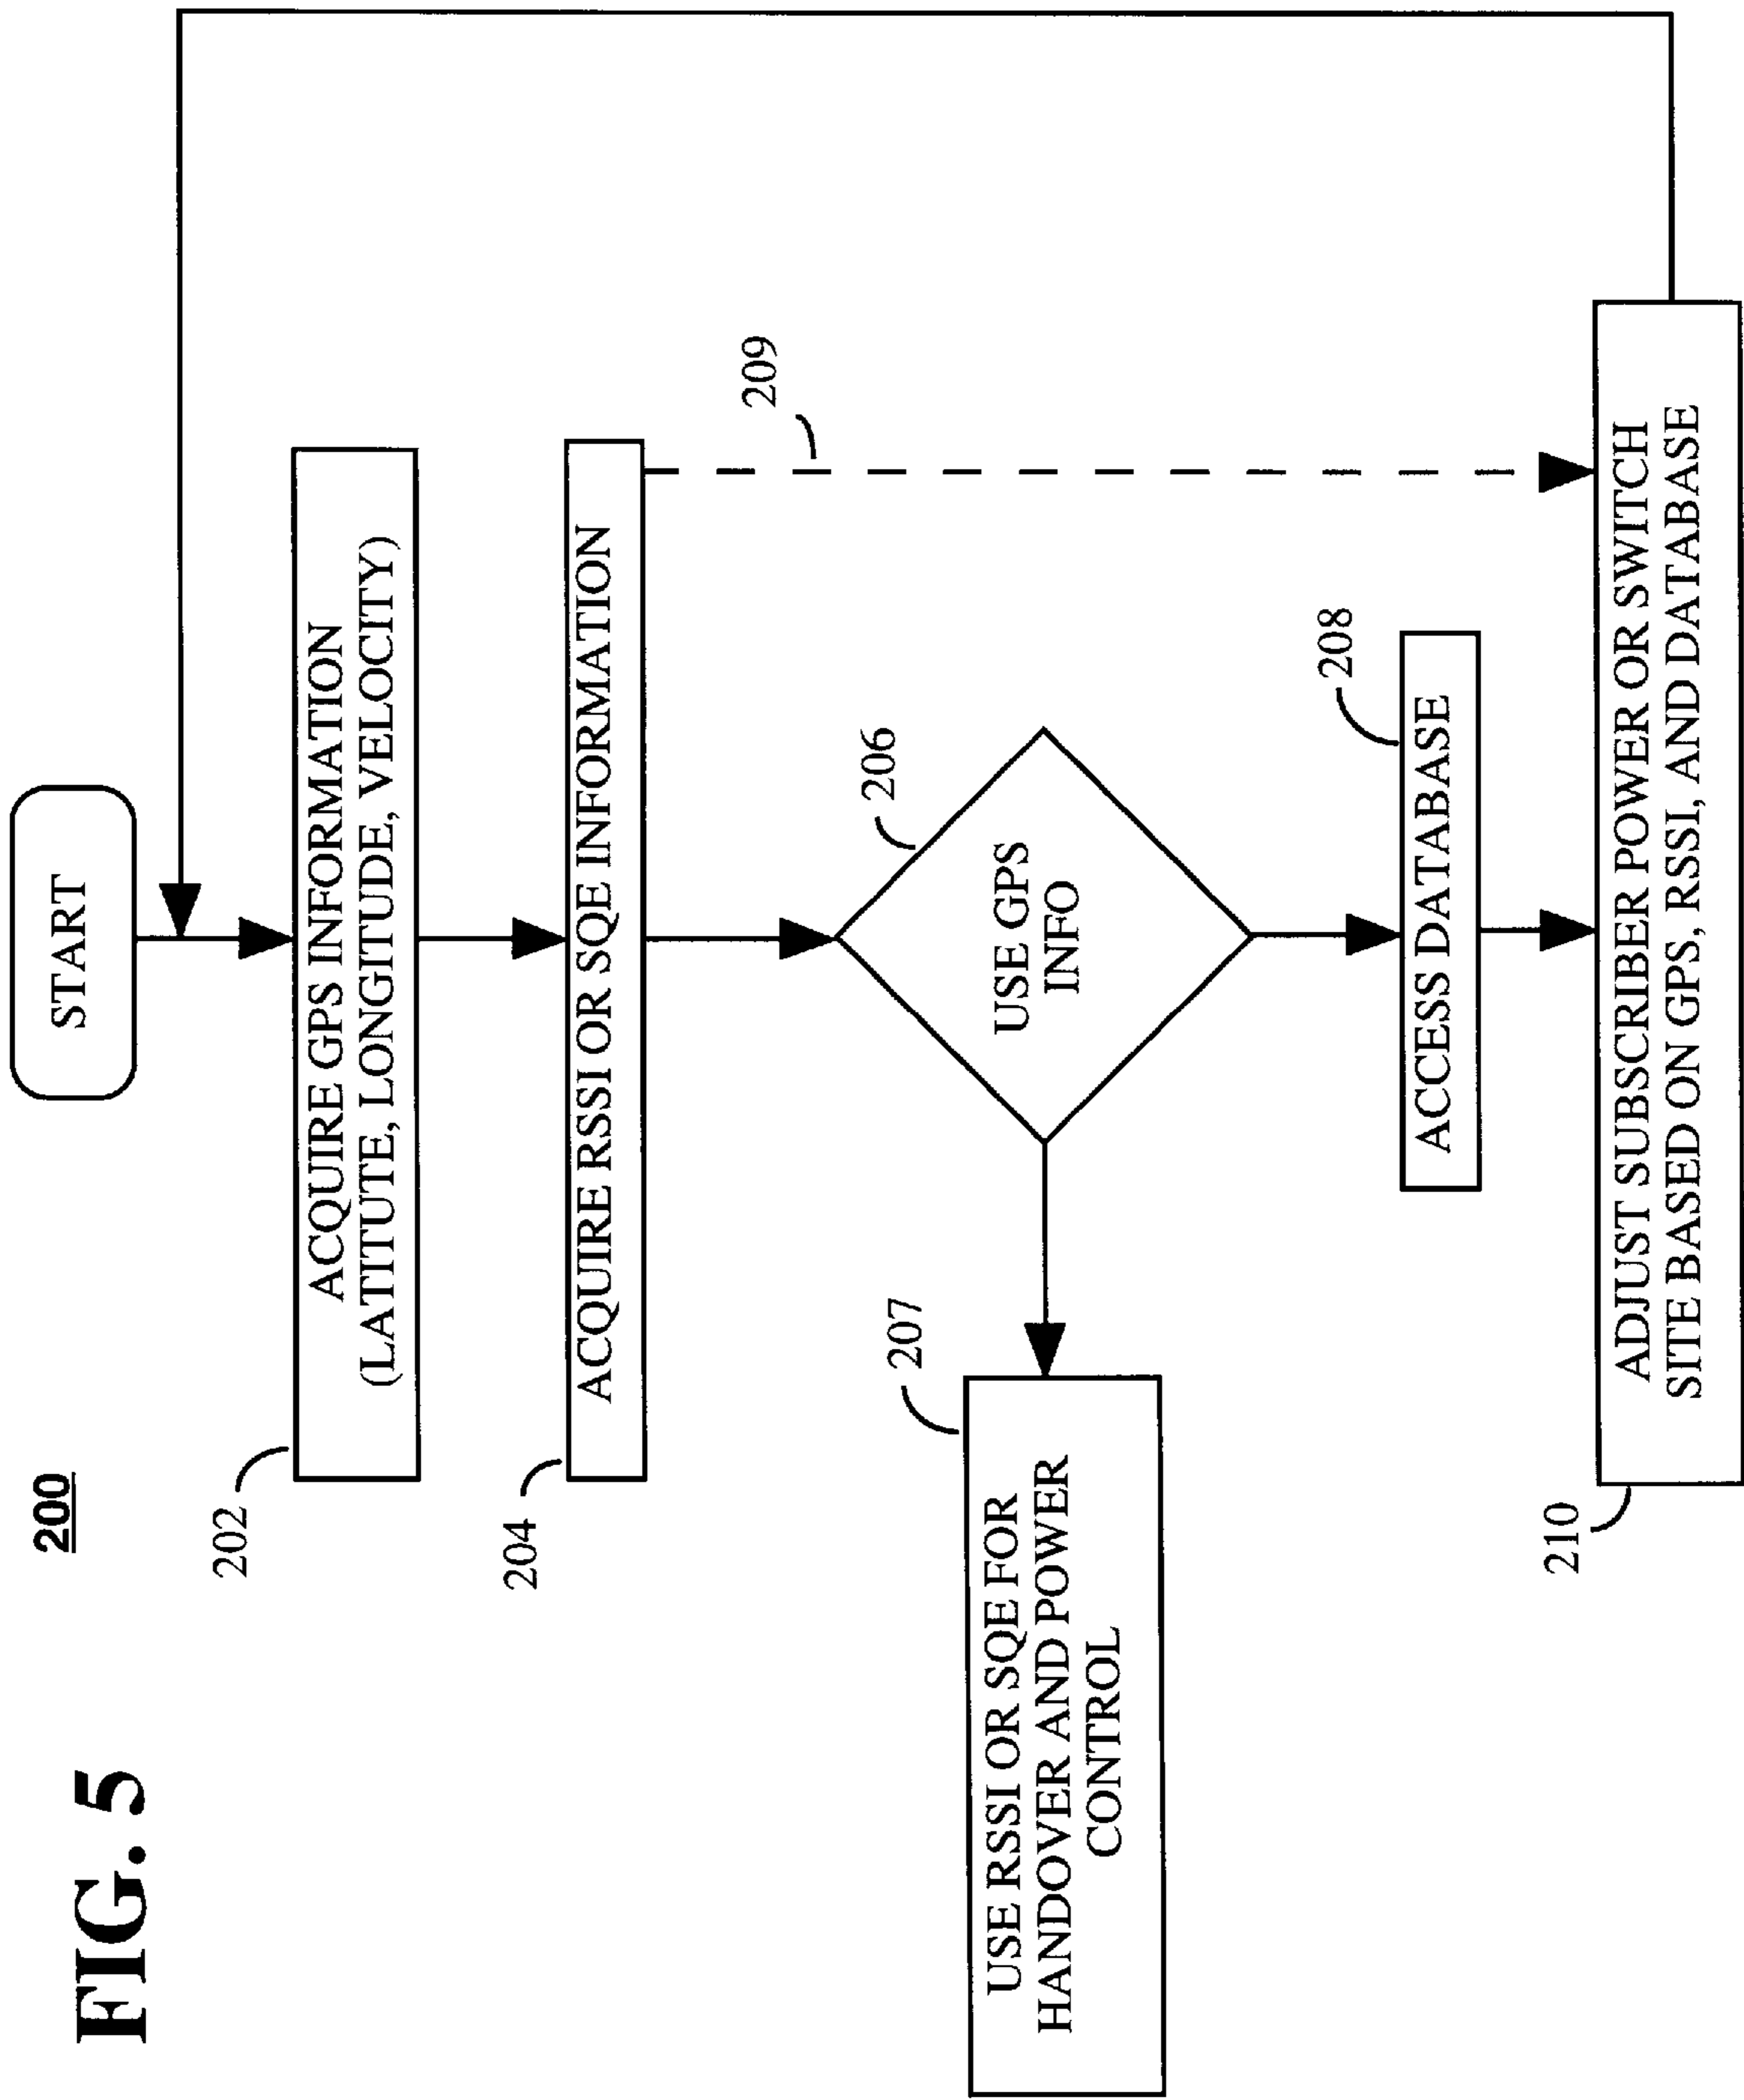 FIG. 5
200
START
202
ACQUIRE GPS INFORMATION
(LATITUTE, LONGITUDE, VELOCITY)
204
ACQUIRE RSSI OR SQE INFORMATION
206
USE GPS
INFO
207
USE RSSI OR SQE FOR
HANDOVER AND POWER
CONTROL
209
208
ACCESS DATABASE
210
ADJUST SUBSCRIBER POWER OR SWITCH
SITE BASED ON GPS, RSSI, AND DATABASE